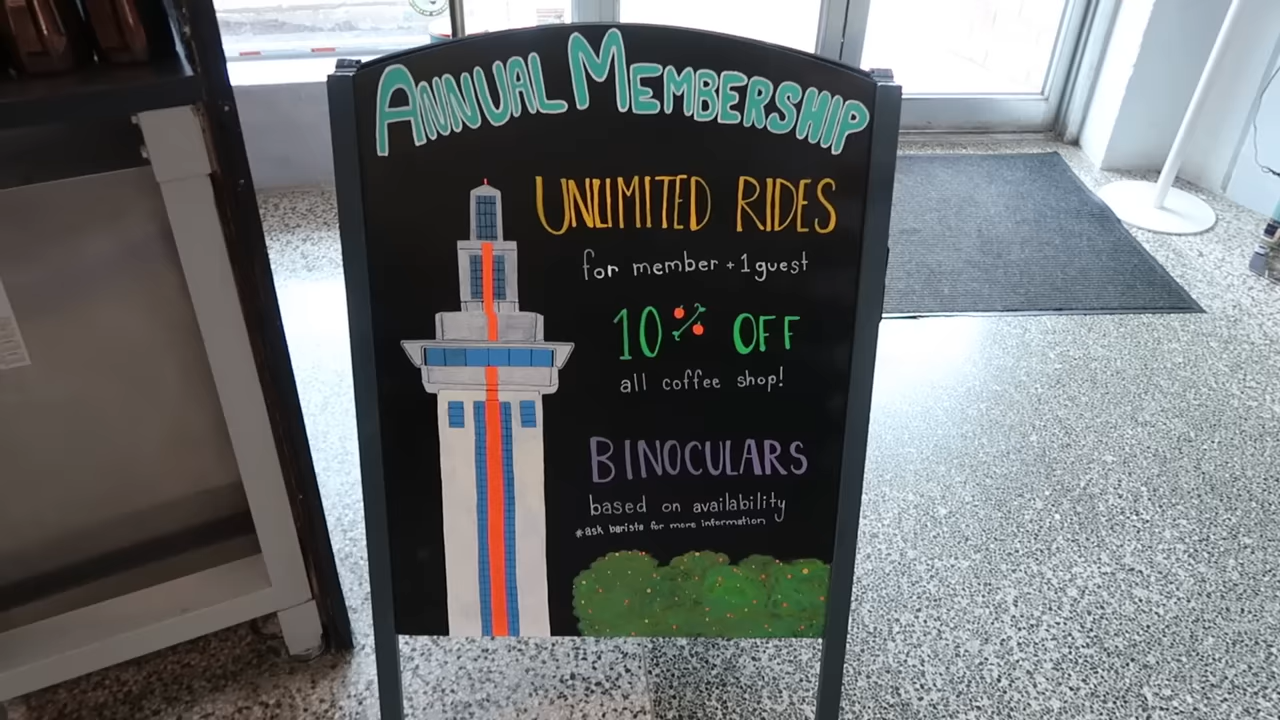 ANNUAL MEMBERSHIP
UNLIMITED RIDES
for member + 1 guest
10% OFF
all coffee shop!
BINOCULARS
based on availability
*ask barista for more information